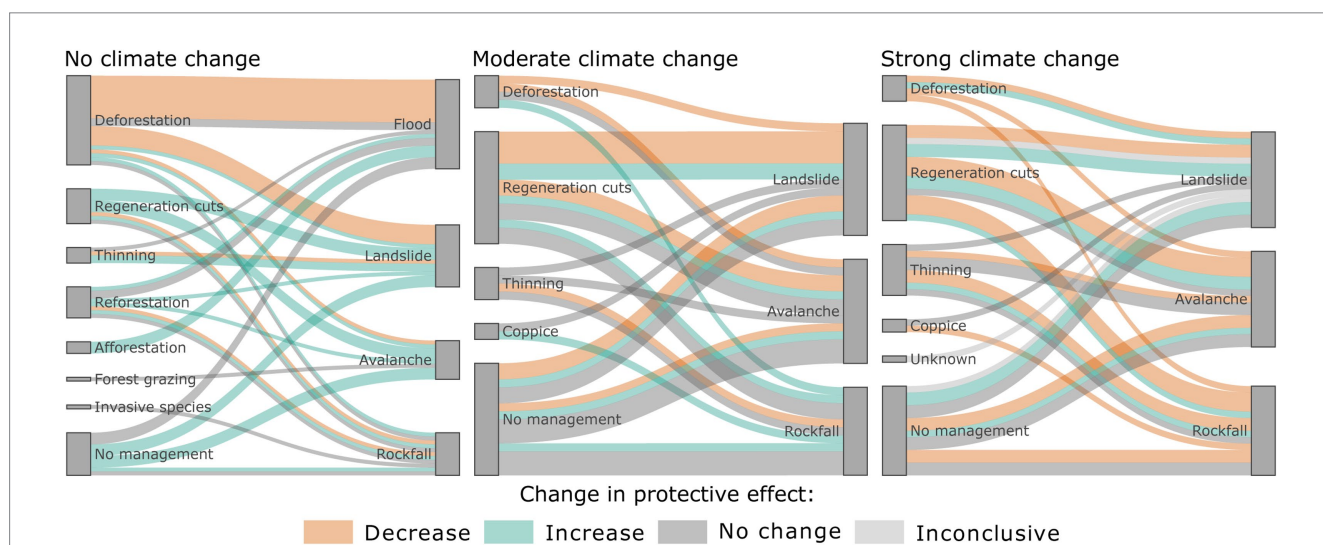 No climate change
Deforestation
Regeneration cuts
Thinning
Reforestation
Afforestation
Forest grazing
Invasive species
No management
Flood
Landslide
Avalanche
Rockfall
Moderate climate change
Deforestation
Regeneration cuts
Thinning
Coppice
No management
Landslide
Avalanche
Rockfall
Strong climate change
Deforestation
Regeneration cuts
Thinning
Coppice
Unknown
No management
Landslide
Avalanche
Rockfall
Change in protective effect:
Decrease Increase No change Inconclusive